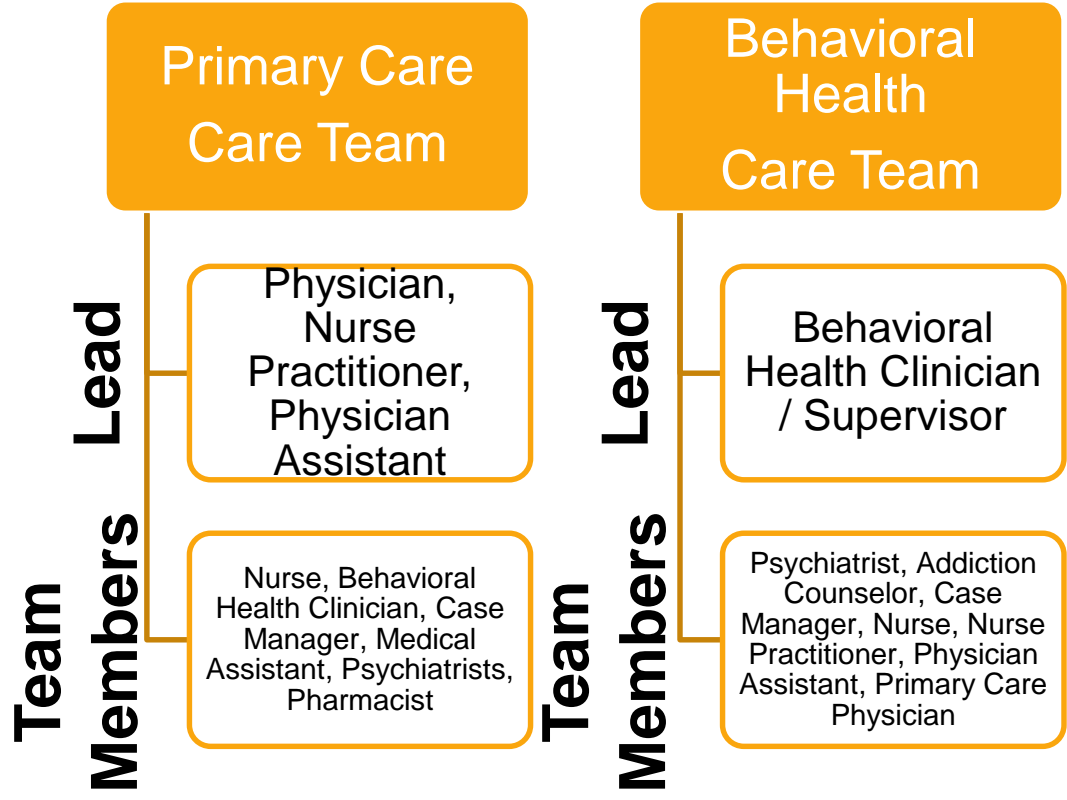 Primary Care
Care Team
Lead
Physician,
Nurse
Practitioner,
Physician
Assistant
Team
Members
Nurse, Behavioral
Health Clinician, Case
Manager, Medical
Assistant, Psychiatrists,
Pharmacist
Behavioral
Health
Care Team
Lead
Behavioral
Health Clinician
/ Supervisor
Team
Members
Psychiatrist, Addiction
Counselor, Case
Manager, Nurse, Nurse
Practitioner, Physician
Assistant, Primary Care
Physician